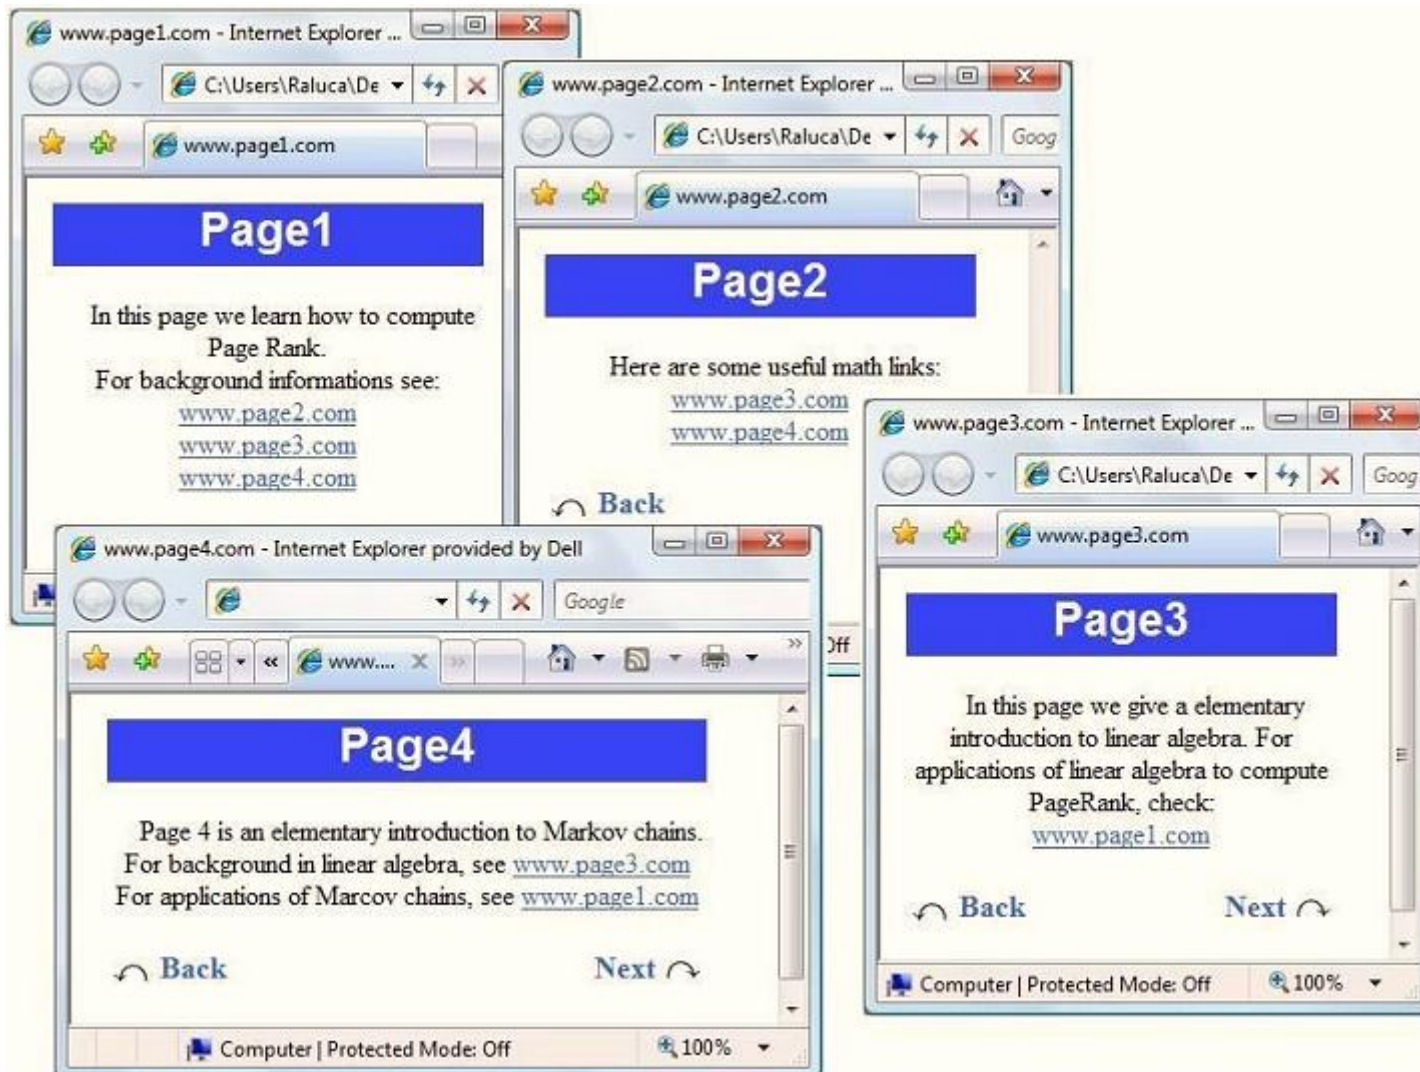 www.page1.com - Internet Explorer ...
C:\Users\Raluca\De
www.page1.com
Page1
In this page we learn how to compute
Page Rank.
For background informations see:
www.page2.com
www.page3.com
www.page4.com
www.page2.com - Internet Explorer ...
C:\Users\Raluca\De
Goog
www.page2.com
Page2
Here are some useful math links:
www.page3.com
www.page4.com
Back
Off
www.page3.com - Internet Explorer ...
C:\Users\Raluca\De
Goog
www.page3.com
Page3
In this page we give a elementary
introduction to linear algebra. For
applications of linear algebra to compute
PageRank, check:
www.page1.com
Back Next
Computer | Protected Mode: Off 100%
www.page4.com - Internet Explorer provided by Dell
Google
www....
Page4
Page 4 is an elementary introduction to Markov chains.
For background in linear algebra, see www.page3.com
For applications of Marcov chains, see www.page1.com
Back Next
Computer | Protected Mode: Off 100%